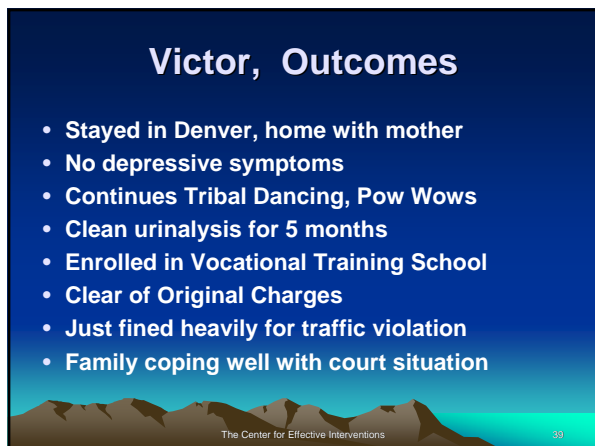 Victor, Outcomes
• Stayed in Denver, home with mother
• No depressive symptoms
• Continues Tribal Dancing, Pow Wows
• Clean urinalysis for 5 months
• Enrolled in Vocational Training School
• Clear of Original Charges
• Just fined heavily for traffic violation
• Family coping well with court situation
The Center for Effective Interventions
39